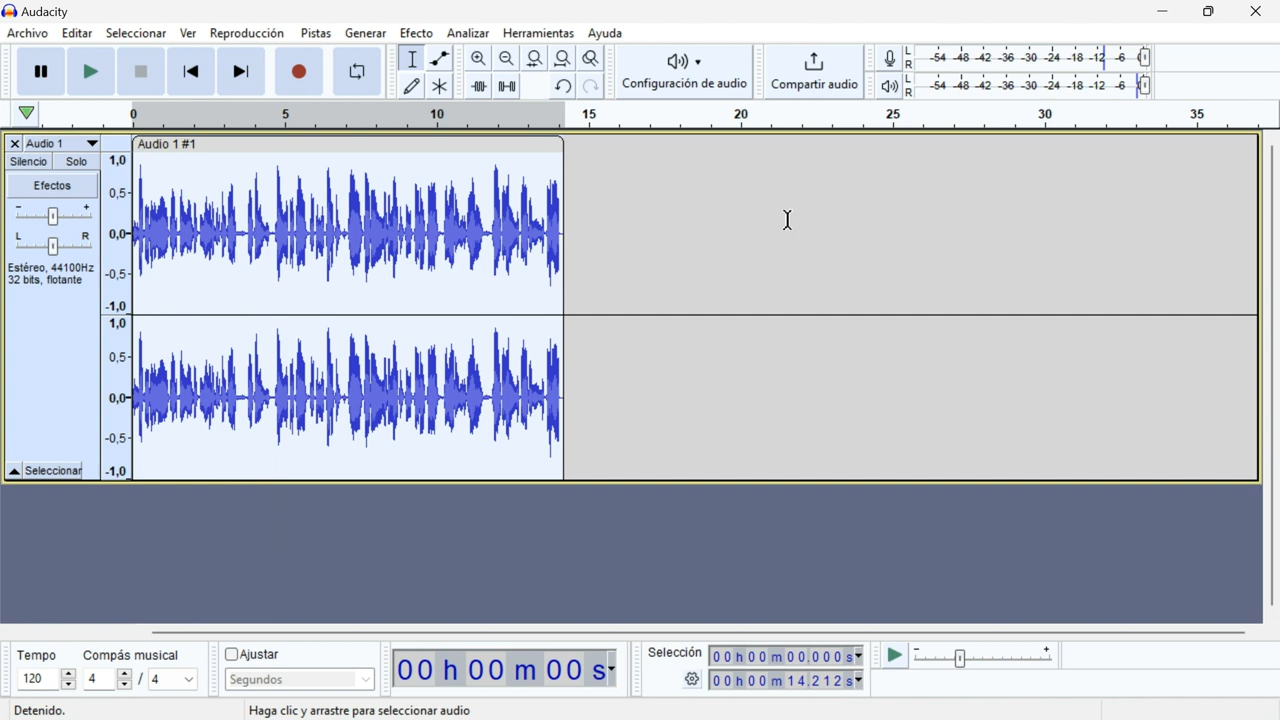 Audacity
Archivo Editar Seleccionar Ver Reproducción Pistas Generar Efecto Analizar Herramientas Ayuda
Configuración de audio
Compartir audio
L
R
-54 -48 -42 -36 -30 -24 -18 -12 -6 0
L
R
-54 -48 -42 -36 -30 -24 -18 -12 -6 0
0 5 10 15 20 25 30 35
Audio 1
Silencio Solo
Efectos
- +
L R
Estéreo, 44100Hz
32 bits, flotante
Seleccionar
Audio 1 #1
1,0
0,5
0,0
-0,5
-1,0
1,0
0,5
0,0
-0,5
-1,0
Tempo
120
Compás musical
4 / 4
Ajustar
Segundos
00 h 00 m 00 s
Selección
00 h 00 m 00.000 s
00 h 00 m 14.212 s
- +
Detenido.
Haga clic y arrastre para seleccionar audio